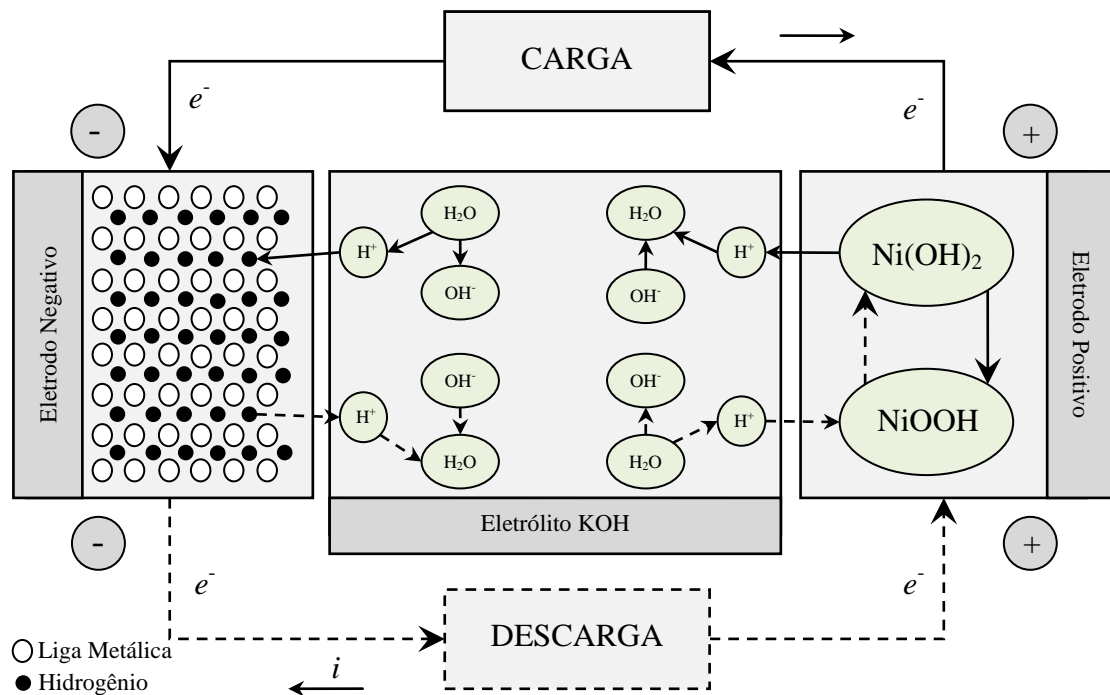 CARGA
e-
e-
-
+
Eletrodo Negativo
H2O
H+
OH-
H2O
H+
OH-
Ni(OH)2
Eletrodo Positivo
OH-
H+
H2O
OH-
H+
H2O
NiOOH
Eletrólito KOH
-
+
e-
e-
DESCARGA
i
Liga Metálica
Hidrogênio